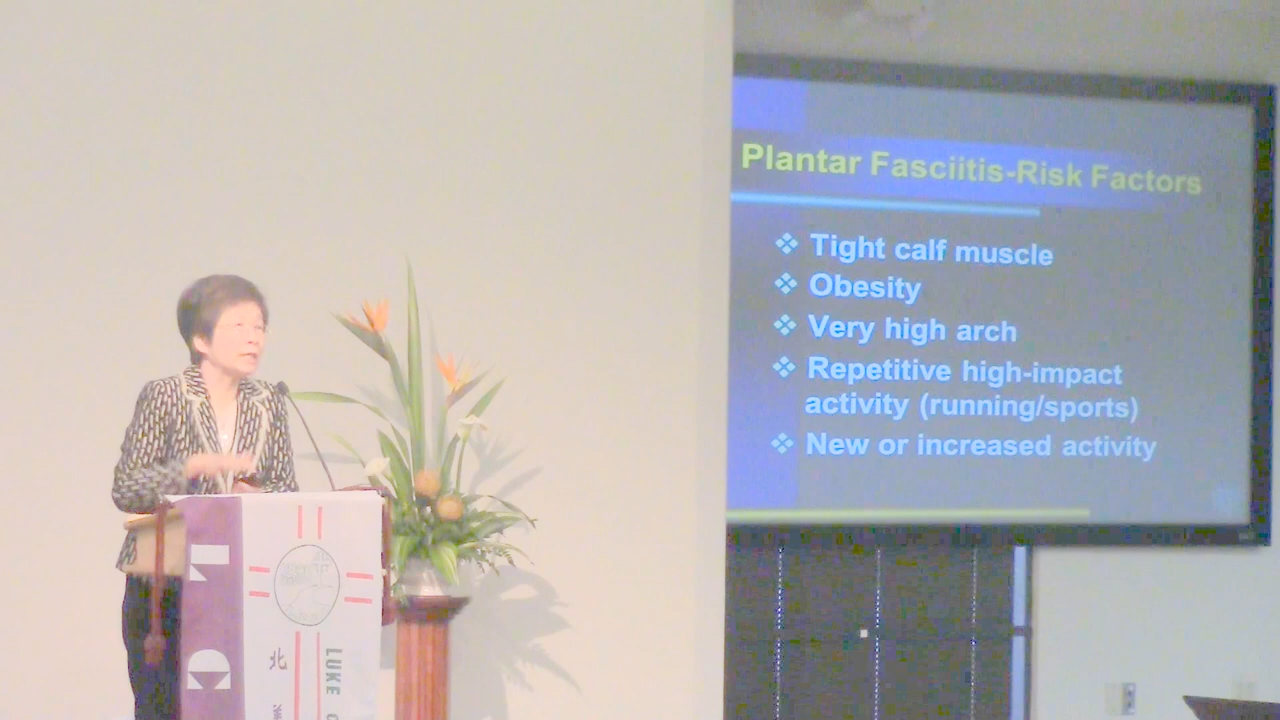 Plantar Fasciitis-Risk Factors
❖ Tight calf muscle
❖ Obesity
❖ Very high arch
❖ Repetitive high-impact
activity (running/sports)
❖ New or increased activity
LUKE
北